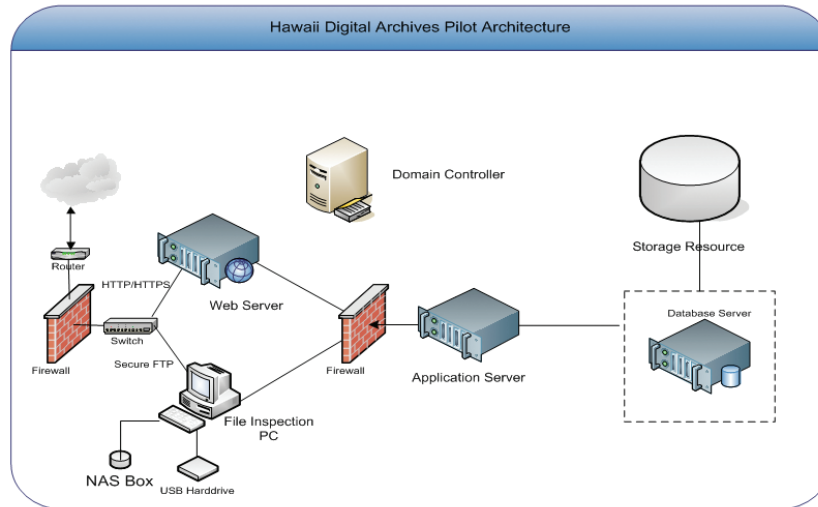 Hawaii Digital Archives Pilot Architecture
Domain Controller
Storage Resource
Router
HTTP/HTTPS
Web Server
Database Server
Switch
Firewall
Firewall
Secure FTP
Application Server
File Inspection
PC
NAS Box
USB Harddrive